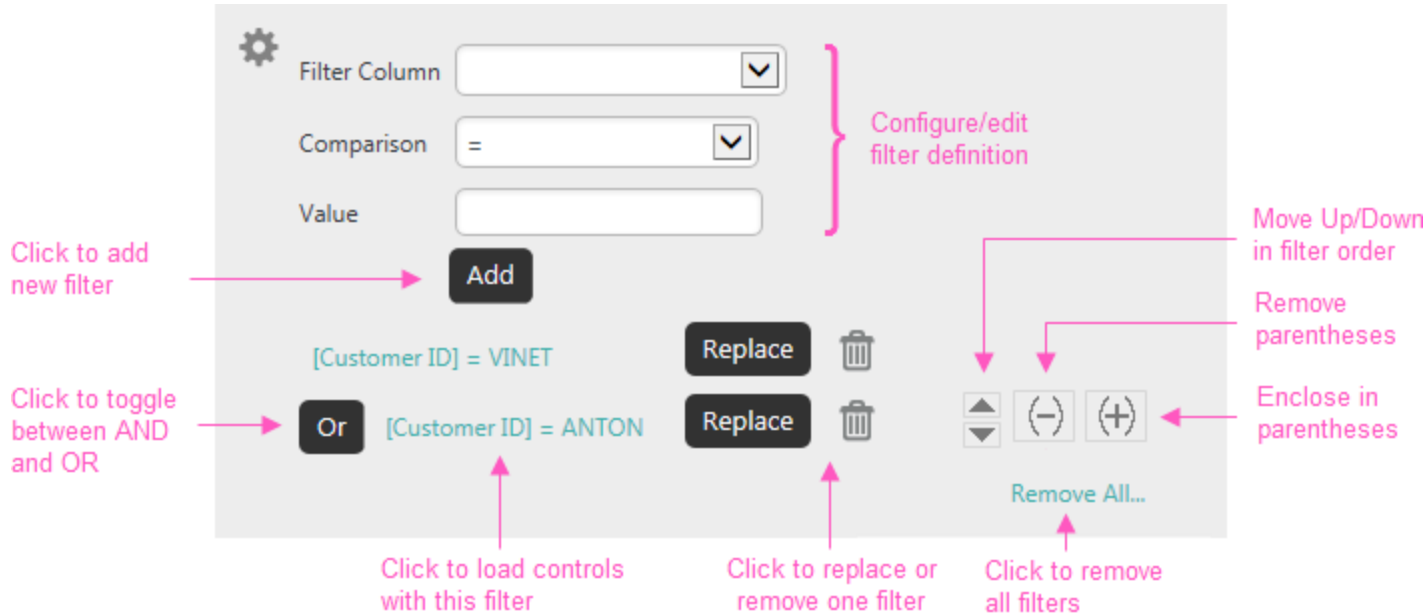 Filter Column
Comparison =
Value
Configure/edit
filter definition
Click to add
new filter
Add
Move Up/Down
in filter order
Remove
parentheses
[Customer ID] = VINET Replace
Click to toggle
between AND
and OR
Or [Customer ID] = ANTON Replace (-) (+)
Enclose in
parentheses
Remove All...
Click to load controls
with this filter
Click to replace or
remove one filter
Click to remove
all filters